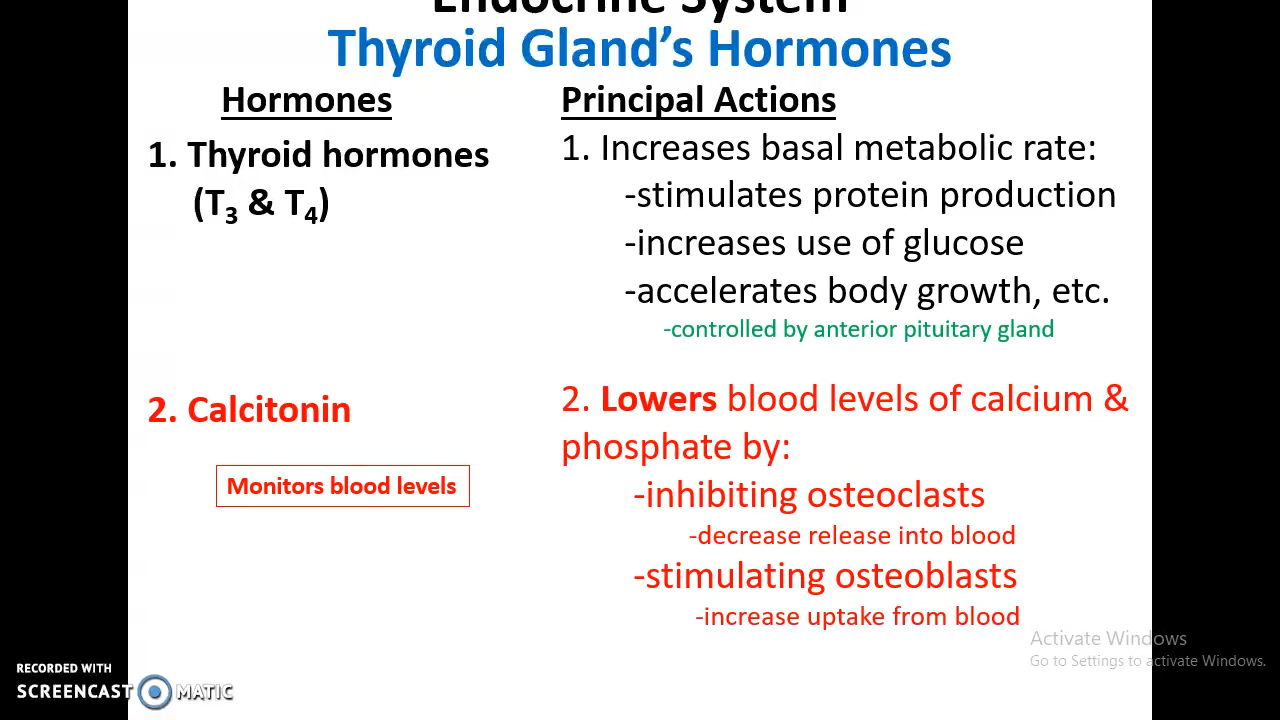 Endocrine System
Thyroid Gland's Hormones
Hormones
Principal Actions
1. Thyroid hormones
(T3 & T4)
1. Increases basal metabolic rate:
-stimulates protein production
-increases use of glucose
-accelerates body growth, etc.
-controlled by anterior pituitary gland
2. Calcitonin
Monitors blood levels
2. Lowers blood levels of calcium &
phosphate by:
-inhibiting osteoclasts
-decrease release into blood
-stimulating osteoblasts
-increase uptake from blood
Activate Windows
Go to Settings to activate Windows.
RECORDED WITH
SCREENCAST MATIC